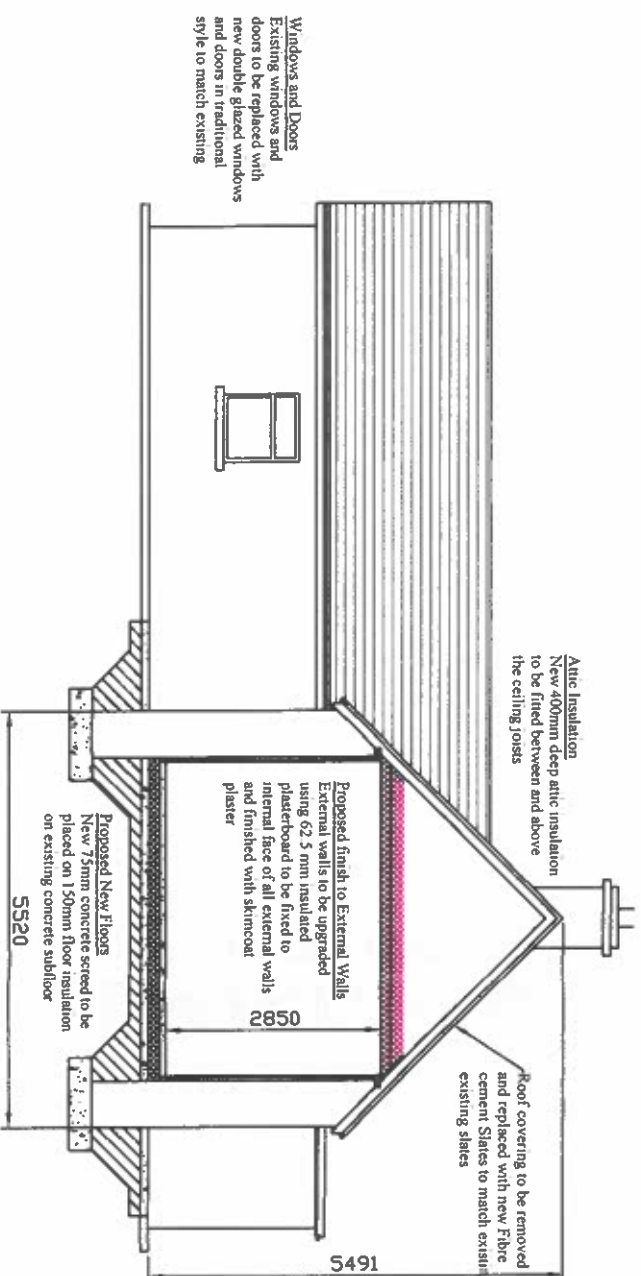 Windows and Doors
Existing windows and
doors to be replaced with
new double glazed windows
and doors in traditional
style to match existing
Attic Insulation
New 400mm deep attic insulation
to be fitted between and above
the ceiling joists
Roof covering to be removed
and replaced with new Fibre
cement Slates to match existin
existing slates
Proposed finish to External Walls
External walls to be upgraded
using 62.5 mm insulated
plasterboard to be fixed to
internal face of all external walls
and finished with skimcoat
plaster
2850
5491
Proposed New Floors
New 75mm concrete screed to be
placed on 150mm floor insulation
on existing concrete subfloor
5520